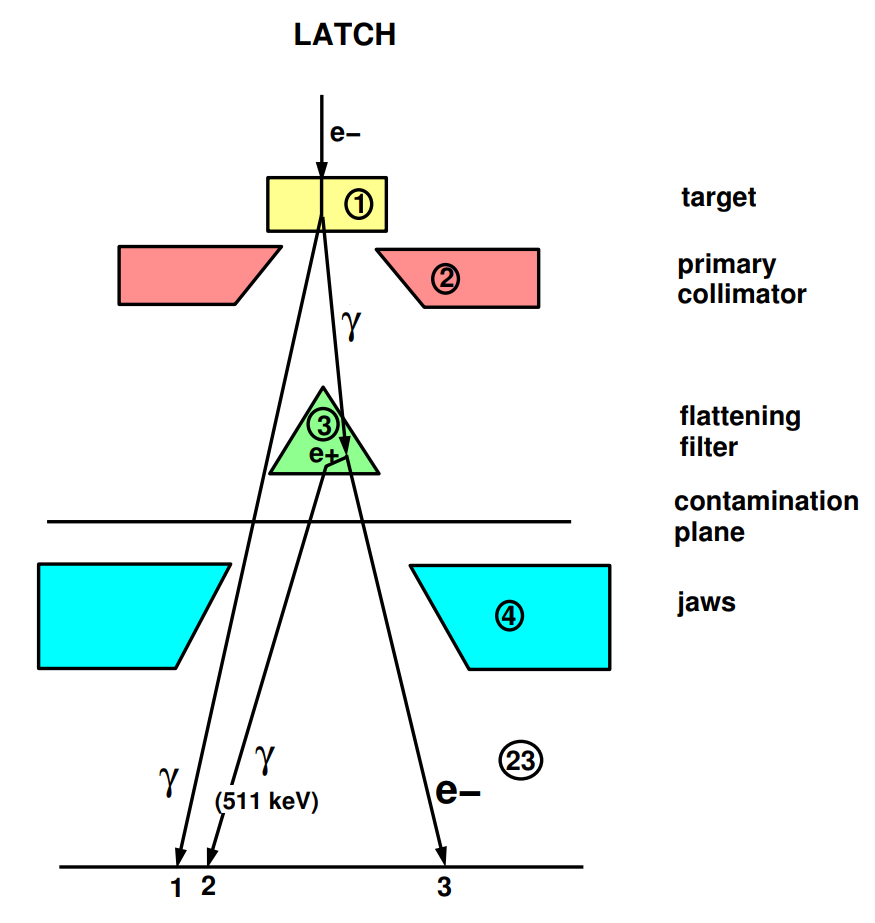 LATCH
e−
1
target
2
primary
collimator
γ
3
e+
flattening
filter
contamination
plane
4
jaws
γ
γ
(511 keV)
e−
23
1
2
3